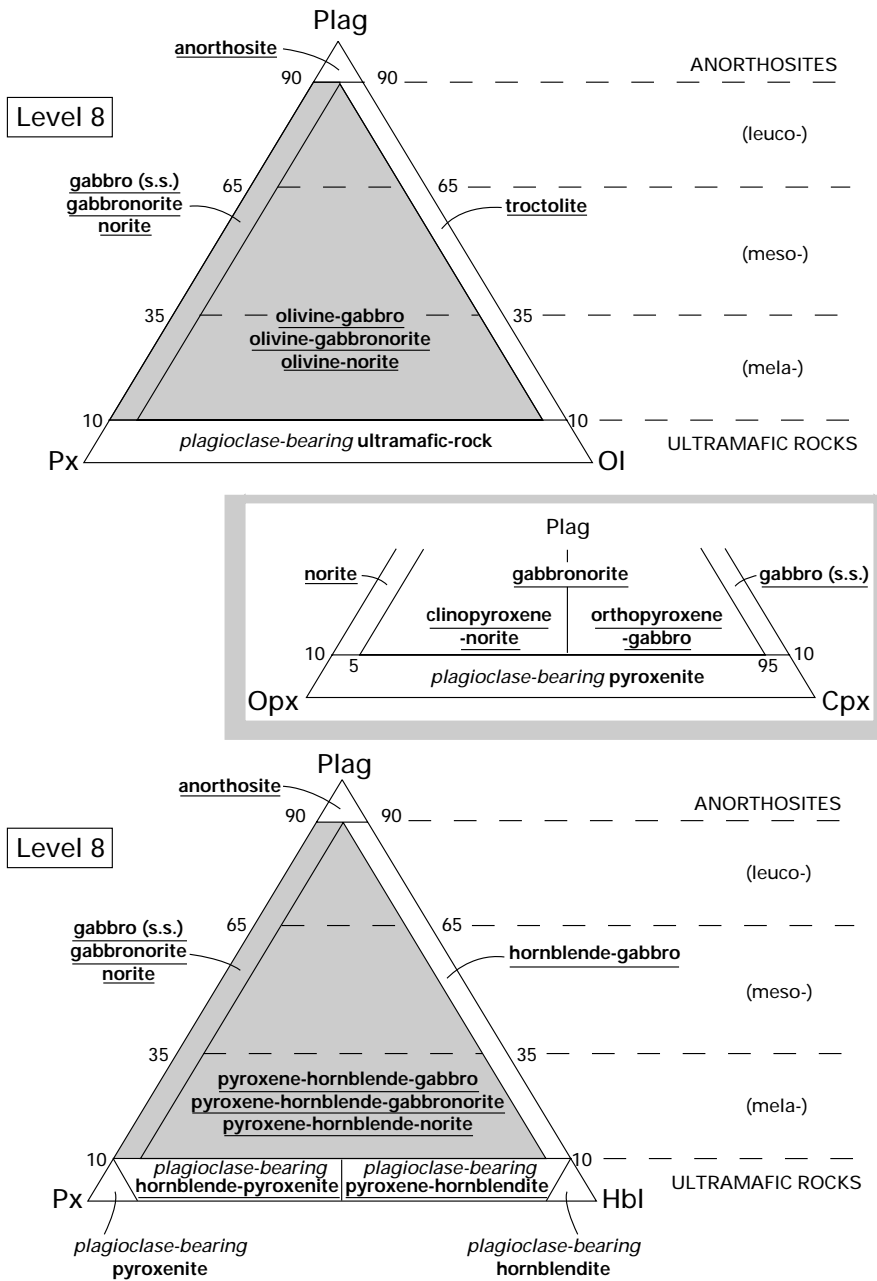 Plag
anorthosite
90
90
ANORTHOSITES
Level 8
(leuco-)
gabbro (s.s.)
gabbronorite
norite
65
65
troctolite
(meso-)
35
35
olivine-gabbro
olivine-gabbronorite
olivine-norite
(mela-)
10
10
plagioclase-bearing ultramafic-rock
ULTRAMAFIC ROCKS
Px
Ol
Plag
norite
gabbronorite
gabbro (s.s.)
clinopyroxene
-norite
orthopyroxene
-gabbro
10
5
95
10
plagioclase-bearing pyroxenite
Opx
Cpx
Plag
anorthosite
90
90
ANORTHOSITES
Level 8
(leuco-)
gabbro (s.s.)
gabbronorite
norite
65
65
hornblende-gabbro
(meso-)
35
35
pyroxene-hornblende-gabbro
pyroxene-hornblende-gabbronorite
pyroxene-hornblende-norite
(mela-)
10
10
plagioclase-bearing
hornblende-pyroxenite
plagioclase-bearing
pyroxene-hornblendite
ULTRAMAFIC ROCKS
Px
Hbl
plagioclase-bearing
pyroxenite
plagioclase-bearing
hornblendite